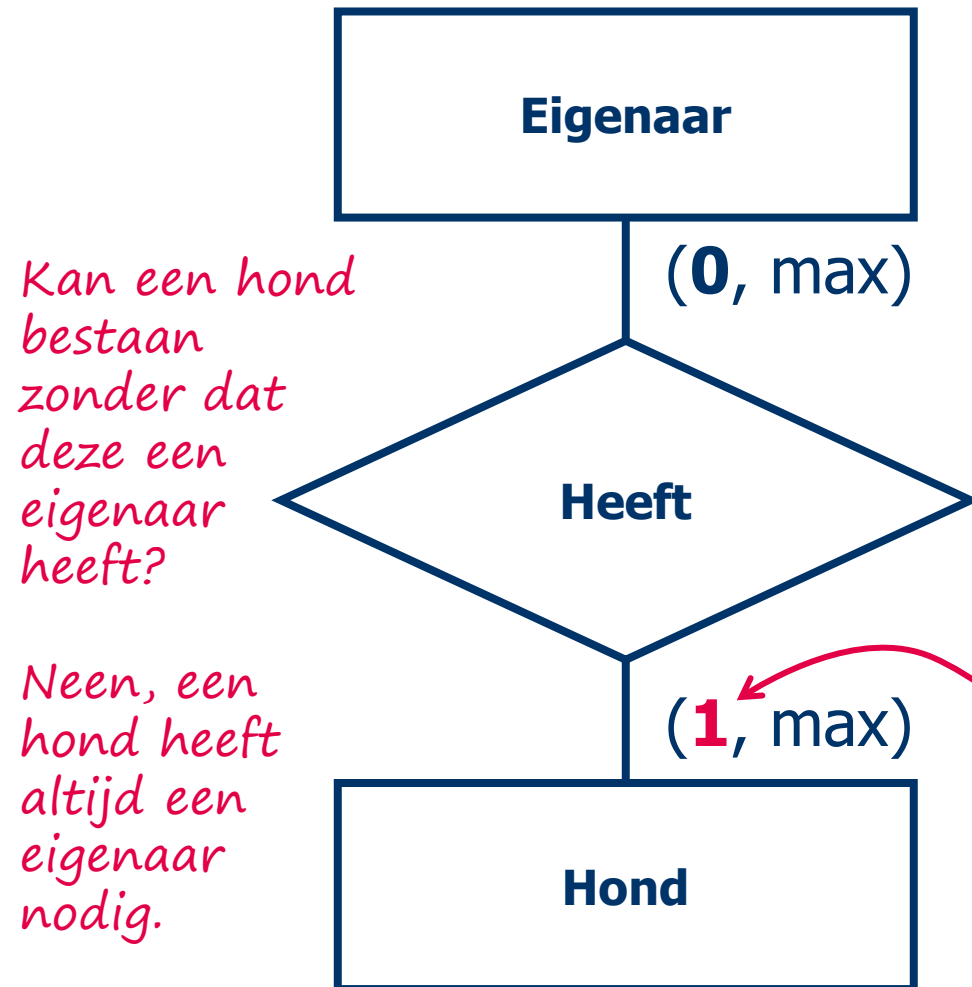 Eigenaar
(0, max)
Kan een hond
bestaan
zonder dat
deze een
eigenaar
heeft?
Heeft
Neen, een
hond heeft
altijd een
eigenaar
nodig.
(1, max)
Hond